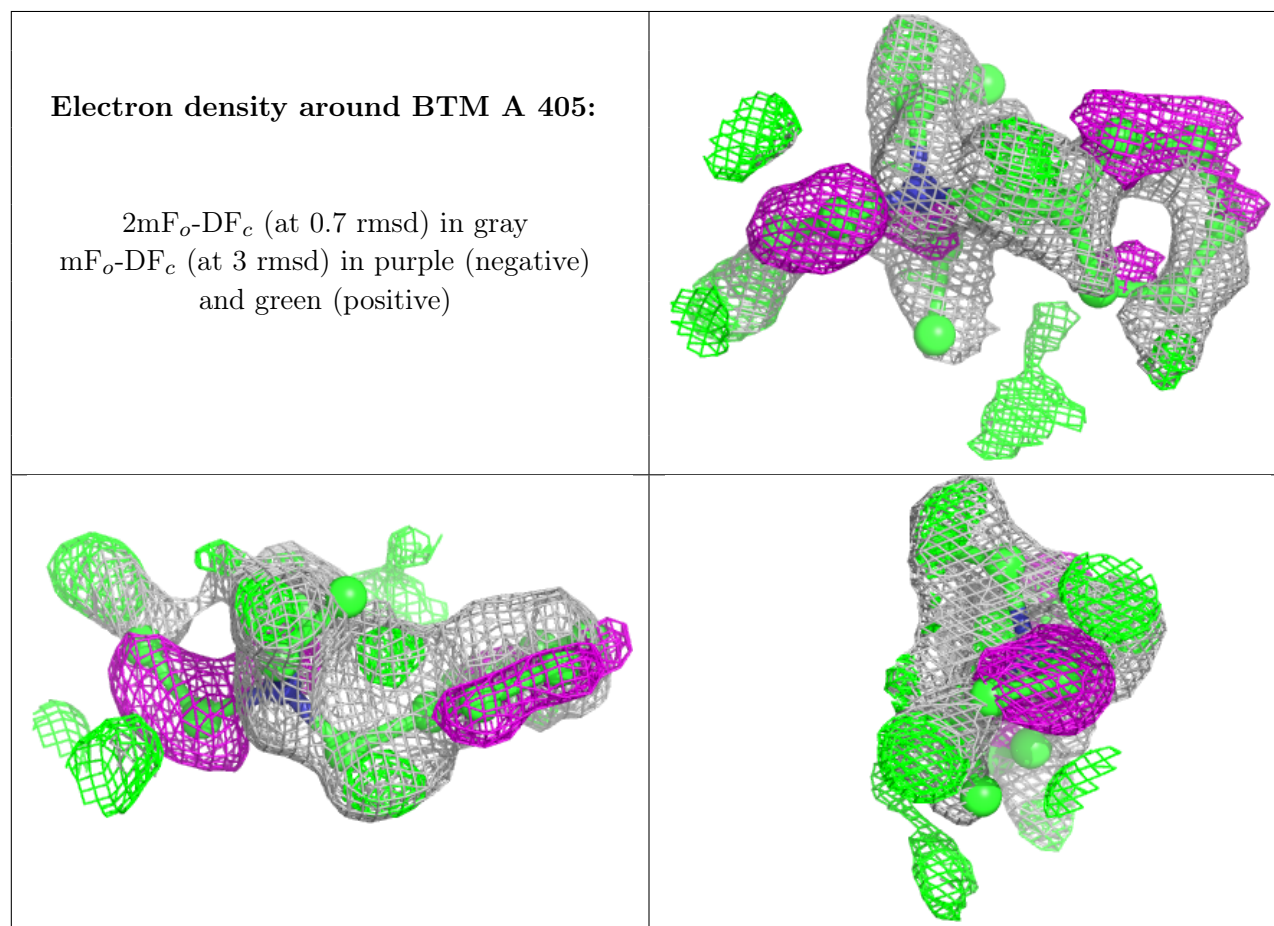 Electron density around BTM A 405:
2mFo-DFc (at 0.7 rmsd) in gray
mFo-DFc (at 3 rmsd) in purple (negative)
and green (positive)